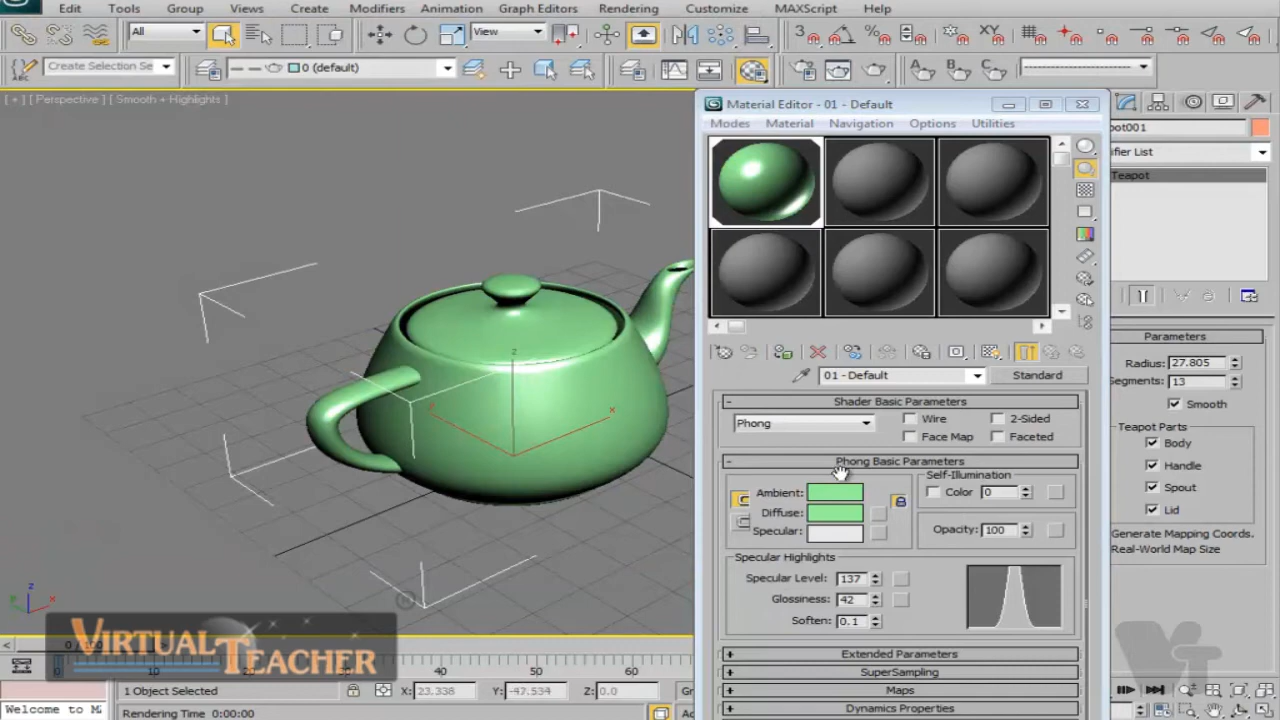 Edit Tools Group Views Create Modifiers Animation Graph Editors Rendering Customize MAXScript Help
All View
Create Selection Se 0 (default)
[ + ] [ Perspective ] [ Smooth + Highlights ]
Material Editor - 01 - Default
Modes Material Navigation Options Utilities
pot001
ifier List
Teapot
01 - Default Standard
Shader Basic Parameters
Phong Wire 2-Sided
Face Map Faceted
Phong Basic Parameters
Self-Illumination
Ambient: Color 0
Diffuse:
Specular: Opacity: 100
Specular Highlights
Specular Level: 137
Glossiness: 42
Soften: 0.1
Extended Parameters
SuperSampling
Maps
Dynamics Properties
Parameters
Radius: 27.805
Segments: 13
Smooth
Teapot Parts
Body
Handle
Spout
Lid
Generate Mapping Coords.
Real-World Map Size
z
x
z
x
VIRTUAL TEACHER
VT
40 50 60
1 Object Selected X: 23.338 Y: -47.534 Z: 0.0 Gr
Welcome to M
Rendering Time 0:00:00